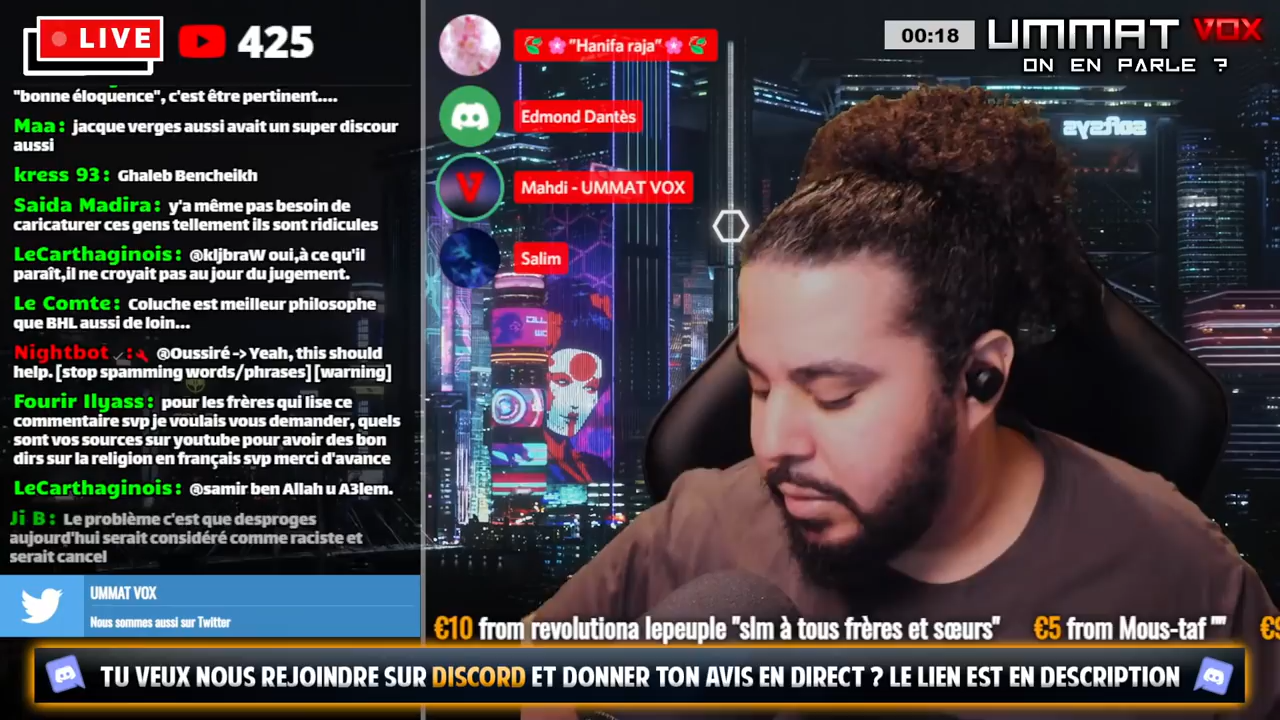 LIVE
425
"bonne éloquence", c'est être pertinent....
Maa: jacque verges aussi avait un super discour
aussi
kress 93: Ghaleb Bencheikh
Saida Madira: y'a même pas besoin de
caricaturer ces gens tellement ils sont ridicules
LeCarthaginois: @kIjbraW oui,à ce qu'il
paraît,il ne croyait pas au jour du jugement.
Le Comte: Coluche est meilleur philosophe
que BHL aussi de loin...
Nightbot: @Oussiré -> Yeah, this should
help. [stop spamming words/phrases] [warning]
Fourir Ilyass: pour les frères qui lise ce
commentaire svp je voulais vous demander, quels
sont vos sources sur youtube pour avoir des bon
dirs sur la religion en français svp merci d'avance
LeCarthaginois: @samir ben Allah u A3lem.
Ji B: Le problème c'est que desproges
aujourd'hui serait considéré comme raciste et
serait cancel
UMMAT VOX
Nous sommes aussi sur Twitter
"Hanifa raja"
Edmond Dantès
Mahdi - UMMAT VOX
Salim
00:18
UMMAT VOX
ON EN PARLE ?
€10 from revolutiona lepeuple "slm à tous frères et sœurs" €5 from Mous-taf ""
TU VEUX NOUS REJOINDRE SUR DISCORD ET DONNER TON AVIS EN DIRECT ? LE LIEN EST EN DESCRIPTION